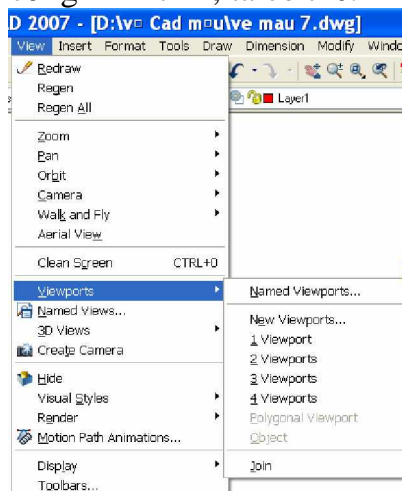 D 2007 - [D:\v¤ Cad m¤u\ve mau 7.dwg]
View Insert Format Tools Draw Dimension Modify Windo
Redraw
Regen
Regen All
Layer1
Zoom
Pan
Orbit
Camera
Walk and Fly
Aerial View
Clean Screen CTRL+0
Viewports
Named Views...
3D Views
Create Camera
Hide
Visual Styles
Render
Motion Path Animations...
Display
Toolbars...
Named Viewports...
New Viewports...
1 Viewport
2 Viewports
3 Viewports
4 Viewports
Polygonal Viewport
Object
Join